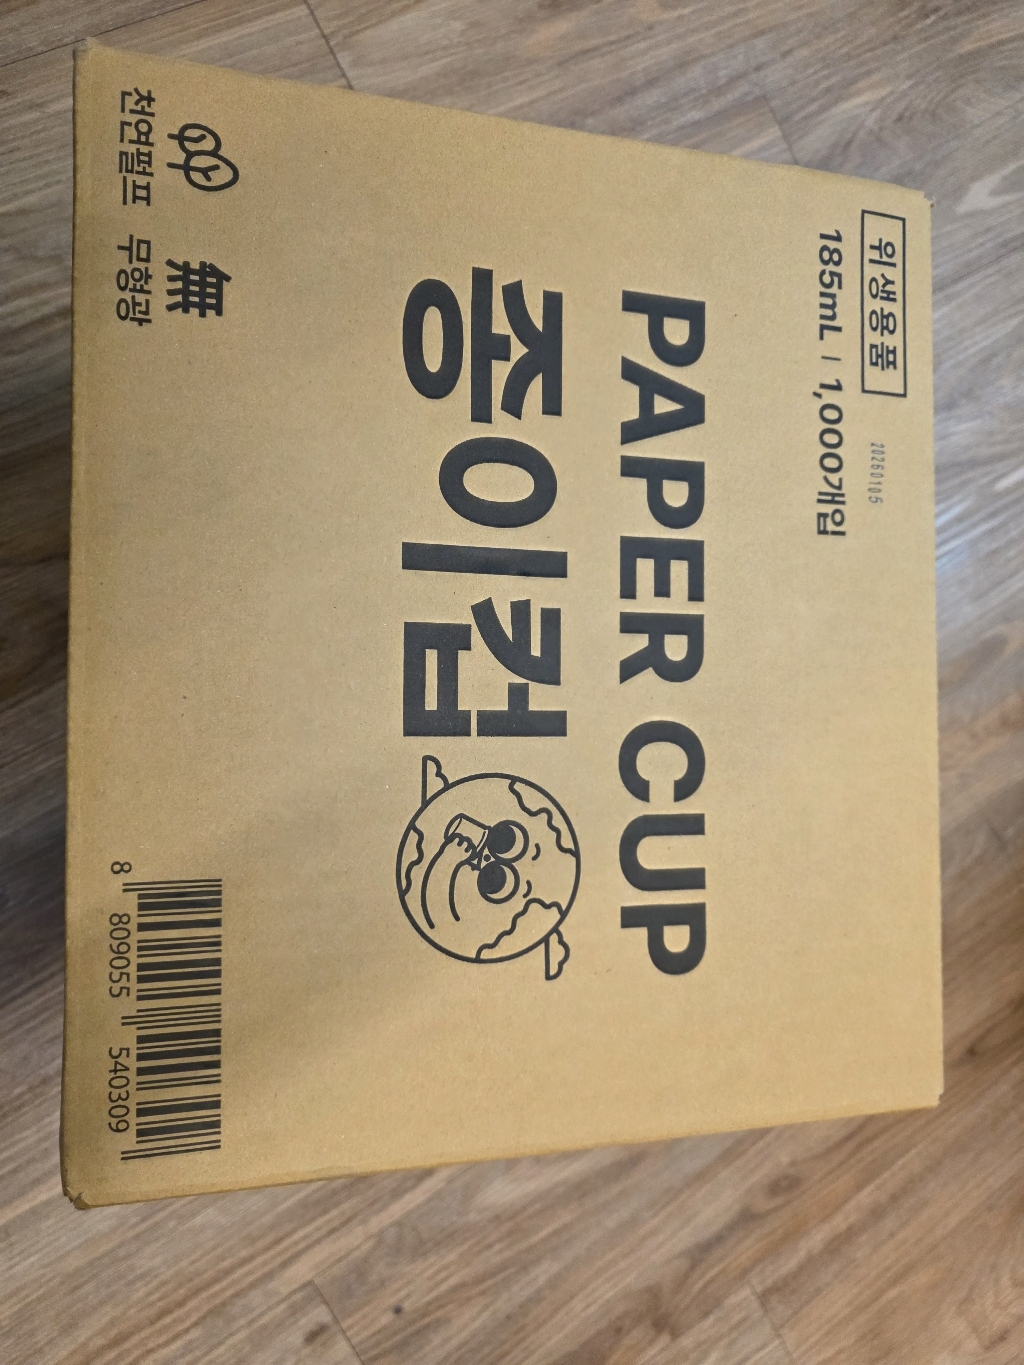 위생용품
20260105
185mL | 1,000개입
PAPER CUP
종이컵
無
천연펄프 무형광
8 809055 540309